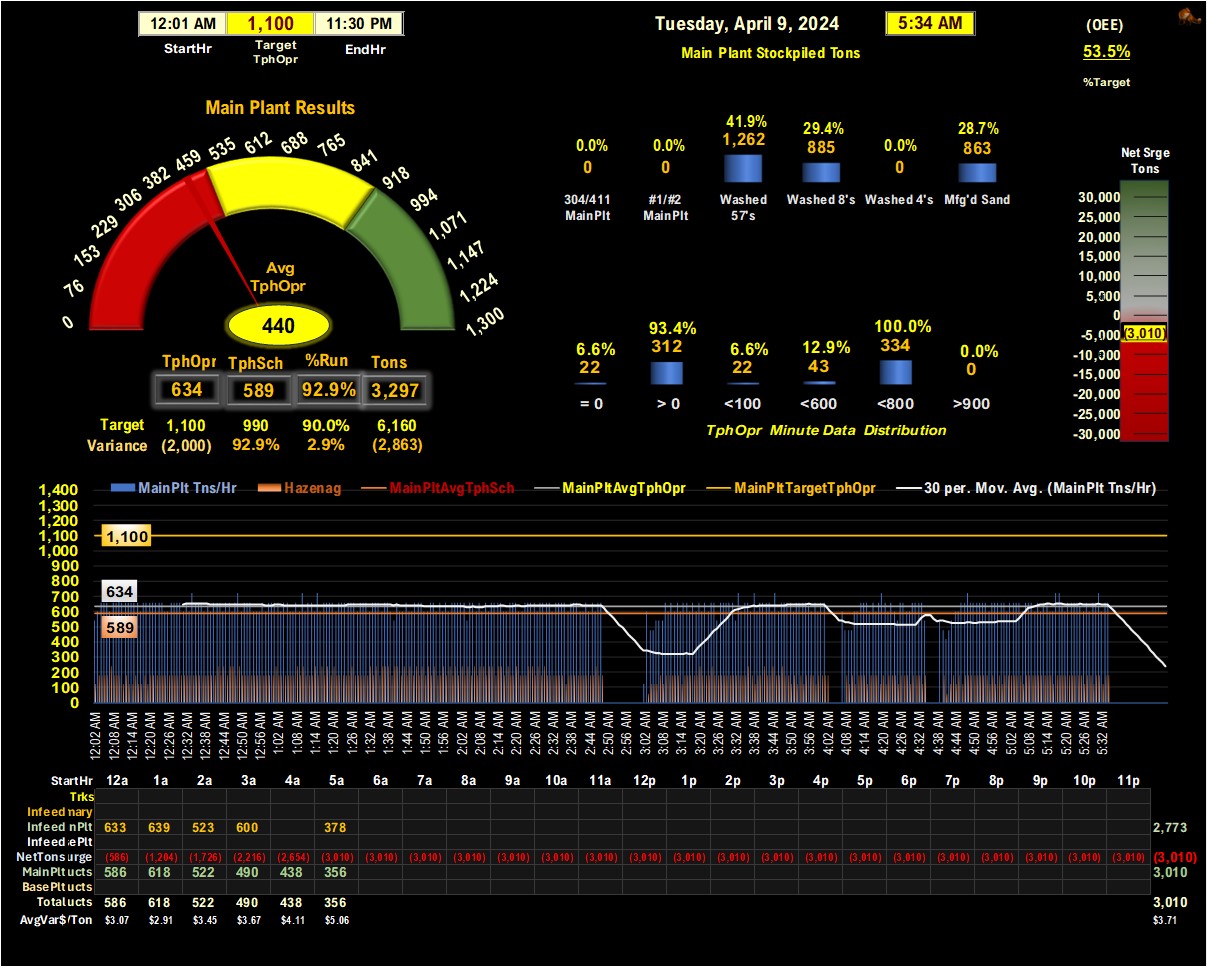 12:01 AM 1,100 11:30 PM
StartHr Target TphOpr EndHr
Tuesday, April 9, 2024 5:34 AM
Main Plant Stockpiled Tons
(OEE)
53.5%
%Target
Main Plant Results
0 76 153 229 306 382 459 535 612 688 765 841 918 994 1,071 1,147 1,224 1,300
Avg
TphOpr
440
TphOpr TphSch %Run Tons
634 589 92.9% 3,297
Target 1,100 990 90.0% 6,160
Variance (2,000) 92.9% 2.9% (2,863)
0.0% 0.0% 41.9% 29.4% 0.0% 28.7%
0 0 1,262 885 0 863
304/411 MainPlt #1/#2 MainPlt Washed 57's Washed 8's Washed 4's Mfg'd Sand
6.6% 93.4% 6.6% 12.9% 100.0% 0.0%
22 312 22 43 334 0
= 0 > 0 <100 <600 <800 >900
TphOpr Minute Data Distribution
Net Srge
Tons
30,000
25,000
20,000
15,000
10,000
5,000
0
-5,000 (3,010)
-10,000
-15,000
-20,000
-25,000
-30,000
MainPlt Tns/Hr Hazenag MainPltAvgTphSch MainPltAvgTphOpr MainPltTargetTphOpr 30 per. Mov. Avg. (MainPlt Tns/Hr)
1,400
1,300
1,200
1,100 1,100
1,000
900
800
700
634
600
589
500
400
300
200
100
0
12:02 AM 12:08 AM 12:14 AM 12:20 AM 12:26 AM 12:32 AM 12:38 AM 12:44 AM 12:50 AM 12:56 AM 1:02 AM 1:08 AM 1:14 AM 1:20 AM 1:26 AM 1:32 AM 1:38 AM 1:44 AM 1:50 AM 1:56 AM 2:02 AM 2:08 AM 2:14 AM 2:20 AM 2:26 AM 2:32 AM 2:38 AM 2:44 AM 2:50 AM 2:56 AM 3:02 AM 3:08 AM 3:14 AM 3:20 AM 3:26 AM 3:32 AM 3:38 AM 3:44 AM 3:50 AM 3:56 AM 4:02 AM 4:08 AM 4:14 AM 4:20 AM 4:26 AM 4:32 AM 4:38 AM 4:44 AM 4:50 AM 4:56 AM 5:02 AM 5:08 AM 5:14 AM 5:20 AM 5:26 AM 5:32 AM
StartHr 12a 1a 2a 3a 4a 5a 6a 7a 8a 9a 10a 11a 12p 1p 2p 3p 4p 5p 6p 7p 8p 9p 10p 11p
Trks
Infeed mary
Infeed nPlt 633 639 523 600 378 2,773
Infeed ePlt
NetTons urge (586) (1,204) (1,726) (2,216) (2,654) (3,010) (3,010) (3,010) (3,010) (3,010) (3,010) (3,010) (3,010) (3,010) (3,010) (3,010) (3,010) (3,010) (3,010) (3,010) (3,010) (3,010) (3,010) (3,010) (3,010)
MainPlt ucts 586 618 522 490 438 356 3,010
BasePlt ucts
Total ucts 586 618 522 490 438 356 3,010
AvgVar$/Ton $3.07 $2.91 $3.45 $3.67 $4.11 $5.06 $3.71